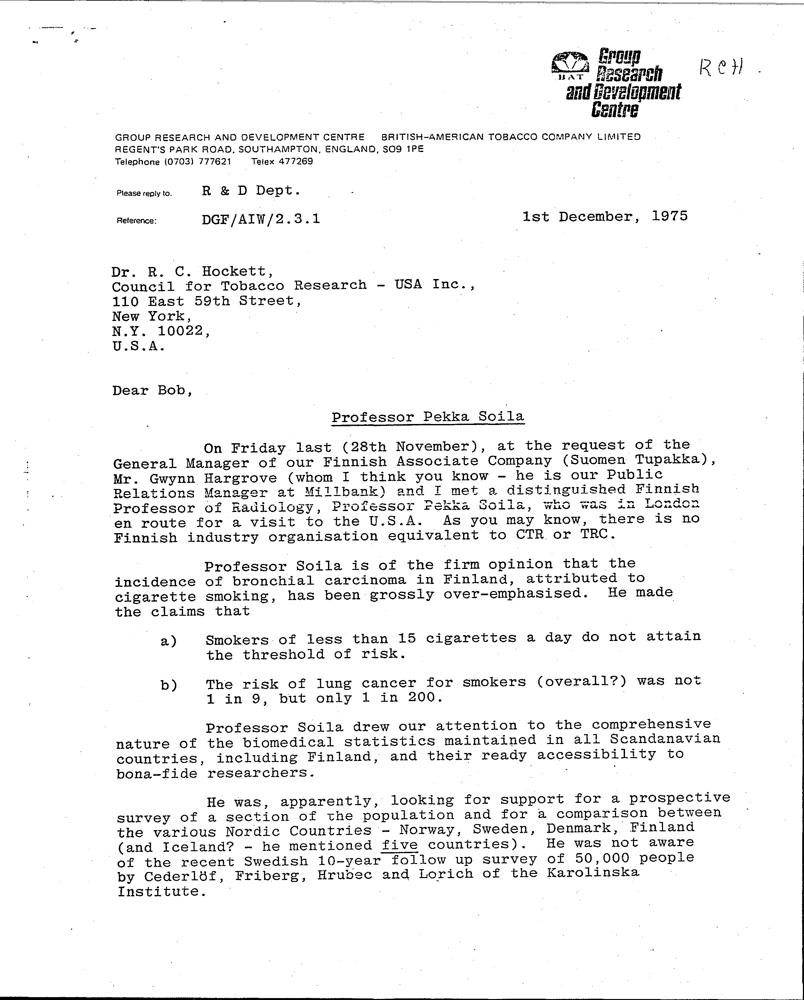 Group
Research
and Development
Centre
BAT
RCH.
GROUP RESEARCH AND DEVELOPMENT CENTRE BRITISH-AMERICAN TOBACCO COMPANY LIMITED
REGENT'S PARK ROAD, SOUTHAMPTON, ENGLAND, SO9 1PE
Telephone (0703) 777621 Telex 477269
Please reply to. R & D Dept.
Reference: DGF/AIW/2.3.1 1st December, 1975
Dr. R. C. Hockett,
Council for Tobacco Research - USA Inc.,
110 East 59th Street,
New York,
N.Y. 10022,
U.S.A.
Dear Bob,
Professor Pekka Soila
On Friday last (28th November), at the request of the
General Manager of our Finnish Associate Company (Suomen Tupakka),
Mr. Gwynn Hargrove (whom I think you know - he is our Public
Relations Manager at Millbank) and I met a distinguished Finnish
Professor of Radiology, Professor Pekka Soila, who was in London
en route for a visit to the U.S.A. As you may know, there is no
Finnish industry organisation equivalent to CTR or TRC.
Professor Soila is of the firm opinion that the
incidence of bronchial carcinoma in Finland, attributed to
cigarette smoking, has been grossly over-emphasised. He made
the claims that
a) Smokers of less than 15 cigarettes a day do not attain
the threshold of risk.
b) The risk of lung cancer for smokers (overall?) was not
1 in 9, but only 1 in 200.
Professor Soila drew our attention to the comprehensive
nature of the biomedical statistics maintained in all Scandanavian
countries, including Finland, and their ready accessibility to
bona-fide researchers.
He was, apparently, looking for support for a prospective
survey of a section of the population and for a comparison between
the various Nordic Countries - Norway, Sweden, Denmark, Finland
(and Iceland? - he mentioned five countries). He was not aware
of the recent Swedish 10-year follow up survey of 50,000 people
by Cederlöf, Friberg, Hrubec and Lorich of the Karolinska
Institute.